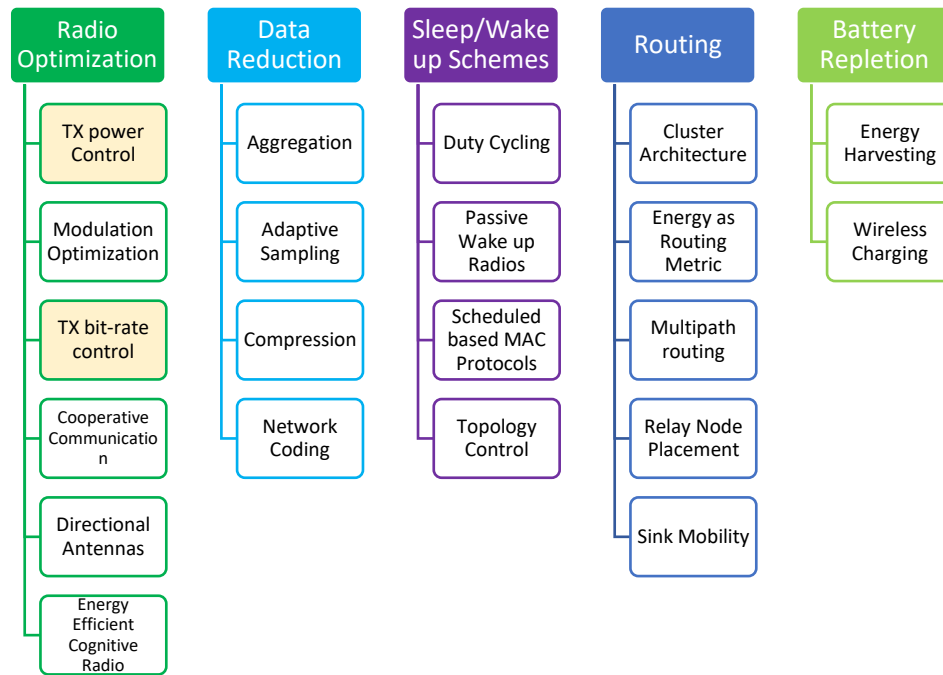 Radio
Optimization
TX power
Control
Modulation
Optimization
TX bit-rate
control
Cooperative
Communicatio
n
Directional
Antennas
Energy
Efficient
Cognitive
Radio
Data
Reduction
Aggregation
Adaptive
Sampling
Compression
Network
Coding
Sleep/Wake
up Schemes
Duty Cycling
Passive
Wake up
Radios
Scheduled
based MAC
Protocols
Topology
Control
Routing
Cluster
Architecture
Energy as
Routing
Metric
Multipath
routing
Relay Node
Placement
Sink Mobility
Battery
Repletion
Energy
Harvesting
Wireless
Charging